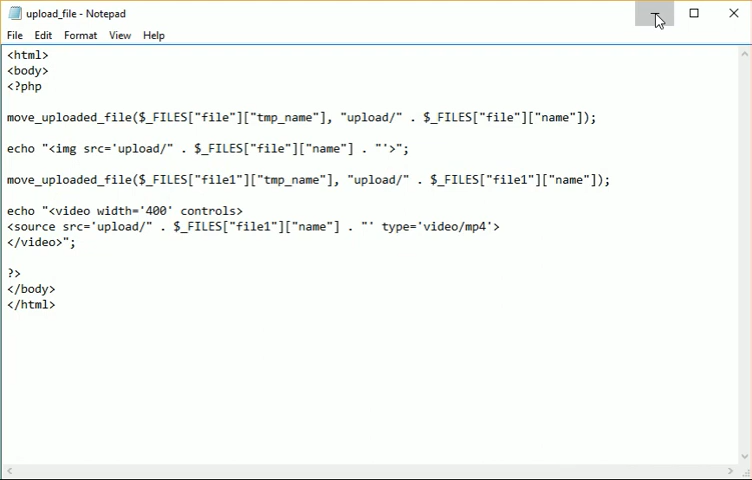 upload_file - Notepad
File Edit Format View Help
<html>
<body>
<?php
move_uploaded_file($_FILES["file"]["tmp_name"], "upload/" . $_FILES["file"]["name"]);
echo "<img src='upload/" . $_FILES["file"]["name"] . "'>";
move_uploaded_file($_FILES["file1"]["tmp_name"], "upload/" . $_FILES["file1"]["name"]);
echo "<video width='400' controls>
<source src='upload/" . $_FILES["file1"]["name"] . "' type='video/mp4'>
</video>";
?>
</body>
</html>